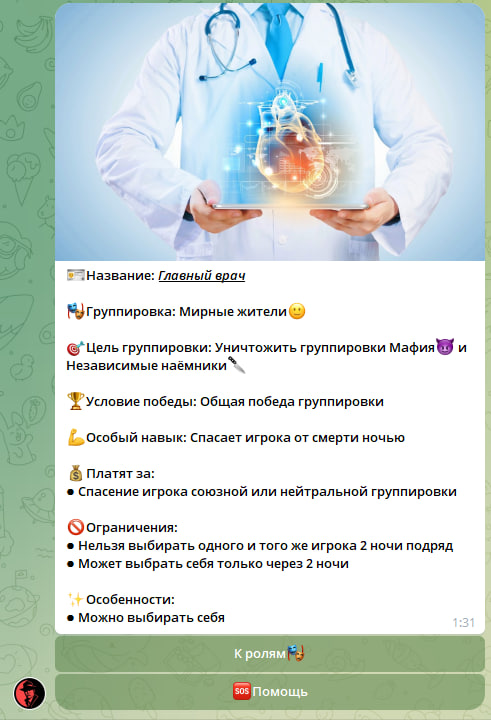 🪪Название: Главный врач
🎭Группировка: Мирные жители🙂
🎯Цель группировки: Уничтожить группировки Мафия😈 и
Независимые наёмники🔪
🏆Условие победы: Общая победа группировки
💪Особый навык: Спасает игрока от смерти ночью
💰Платят за:
● Спасение игрока союзной или нейтральной группировки
🚫Ограничения:
● Нельзя выбирать одного и того же игрока 2 ночи подряд
● Может выбрать себя только через 2 ночи
✨Особенности:
● Можно выбирать себя
1:31
К ролям🎭
🆘Помощь